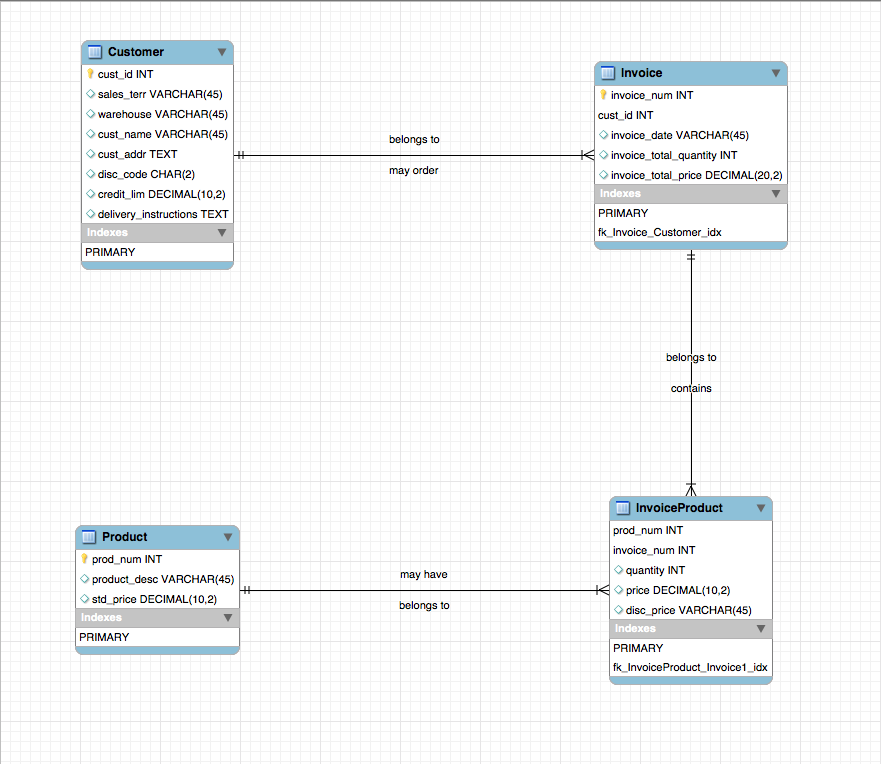 Customer
cust_id INT
sales_terr VARCHAR(45)
warehouse VARCHAR(45)
cust_name VARCHAR(45)
cust_addr TEXT
disc_code CHAR(2)
credit_lim DECIMAL(10,2)
delivery_instructions TEXT
Indexes
PRIMARY
belongs to
may order
Invoice
invoice_num INT
cust_id INT
invoice_date VARCHAR(45)
invoice_total_quantity INT
invoice_total_price DECIMAL(20,2)
Indexes
PRIMARY
fk_Invoice_Customer_idx
belongs to
contains
Product
prod_num INT
product_desc VARCHAR(45)
std_price DECIMAL(10,2)
Indexes
PRIMARY
may have
belongs to
InvoiceProduct
prod_num INT
invoice_num INT
quantity INT
price DECIMAL(10,2)
disc_price VARCHAR(45)
Indexes
PRIMARY
fk_InvoiceProduct_Invoice1_idx